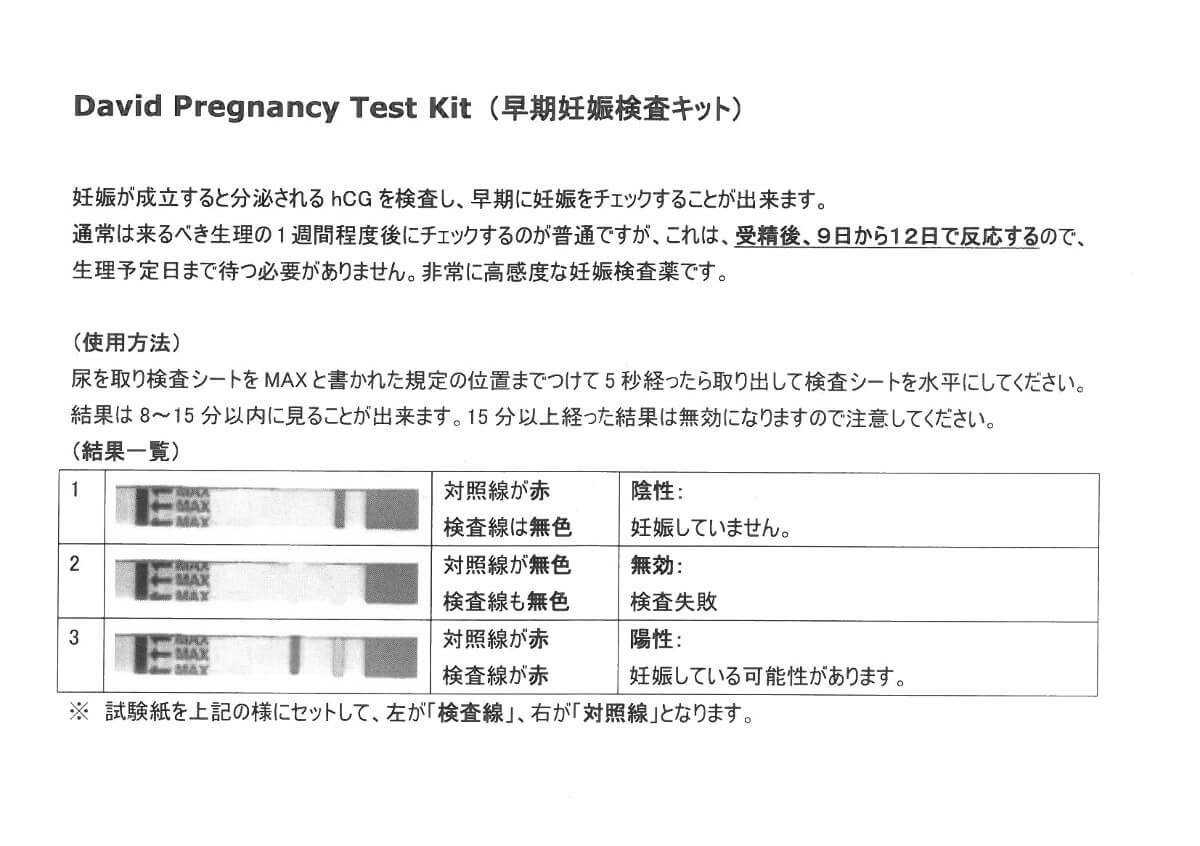 David Pregnancy Test Kit（早期妊娠検査キット）
妊娠が成立すると分泌される hCG を検査し、早期に妊娠をチェックすることが出来ます。
通常は来るべき生理の１週間程度後にチェックするのが普通ですが、これは、受精後、９日から１２日で反応するので、
生理予定日まで待つ必要がありません。非常に高感度な妊娠検査薬です。
（使用方法）
尿を取り検査シートを MAX と書かれた規定の位置までつけて 5 秒経ったら取り出して検査シートを水平にしてください。
結果は 8～15 分以内に見ることが出来ます。15 分以上経った結果は無効になりますので注意してください。
（結果一覧）
1
MAX
MAX
MAX
対照線が赤
検査線は無色
陰性：
妊娠していません。
2
MAX
MAX
MAX
対照線が無色
検査線も無色
無効：
検査失敗
3
MAX
MAX
MAX
対照線が赤
検査線が赤
陽性：
妊娠している可能性があります。
※ 試験紙を上記の様にセットして、左が「検査線」、右が「対照線」となります。